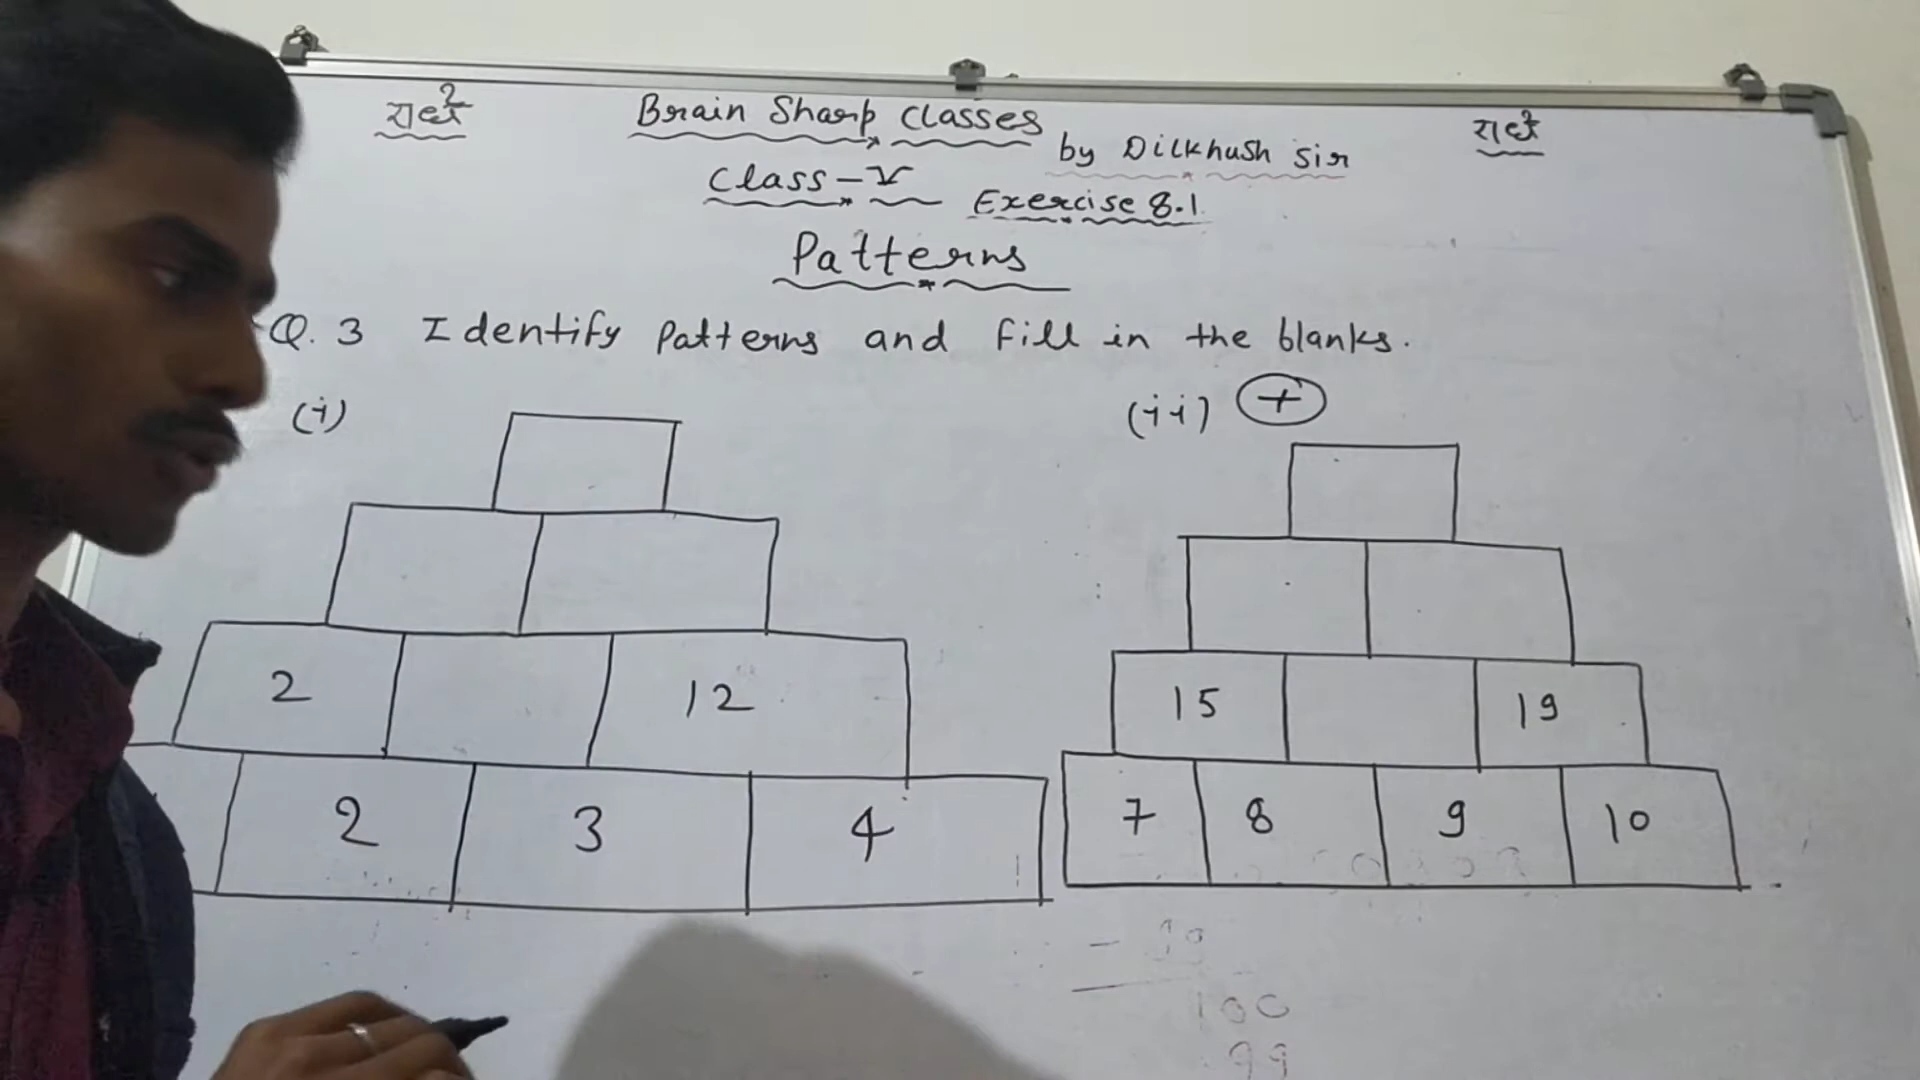 Brain Sharp Classes
by Dilkhush sir
Class-V
Exercise 8.1
Patterns
Q. 3 Identify Patterns and fill in the blanks.
(i)
(ii) +
2 12
15 19
2 3 4
7 8 9 10
100
99